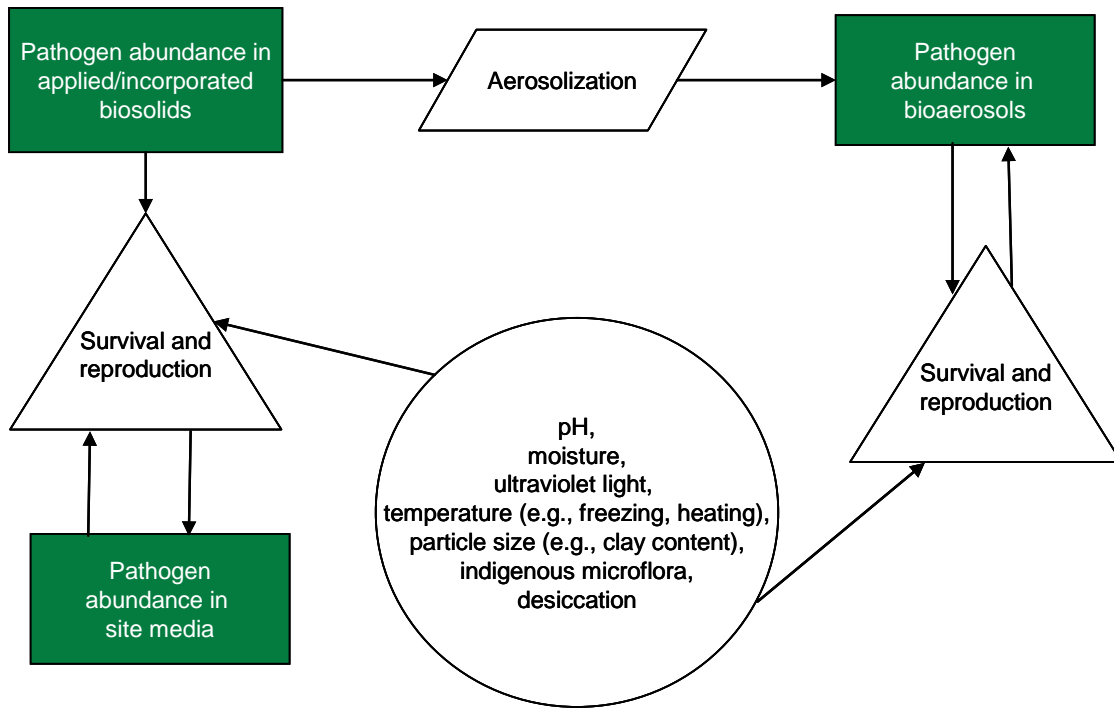 Pathogen abundance in
applied/incorporated
biosolids
Aerosolization
Pathogen
abundance in
bioaerosols
Survival and
reproduction
Survival and
reproduction
pH,
moisture,
ultraviolet light,
temperature (e.g., freezing, heating),
particle size (e.g., clay content),
indigenous microflora,
desiccation
Pathogen
abundance in
site media